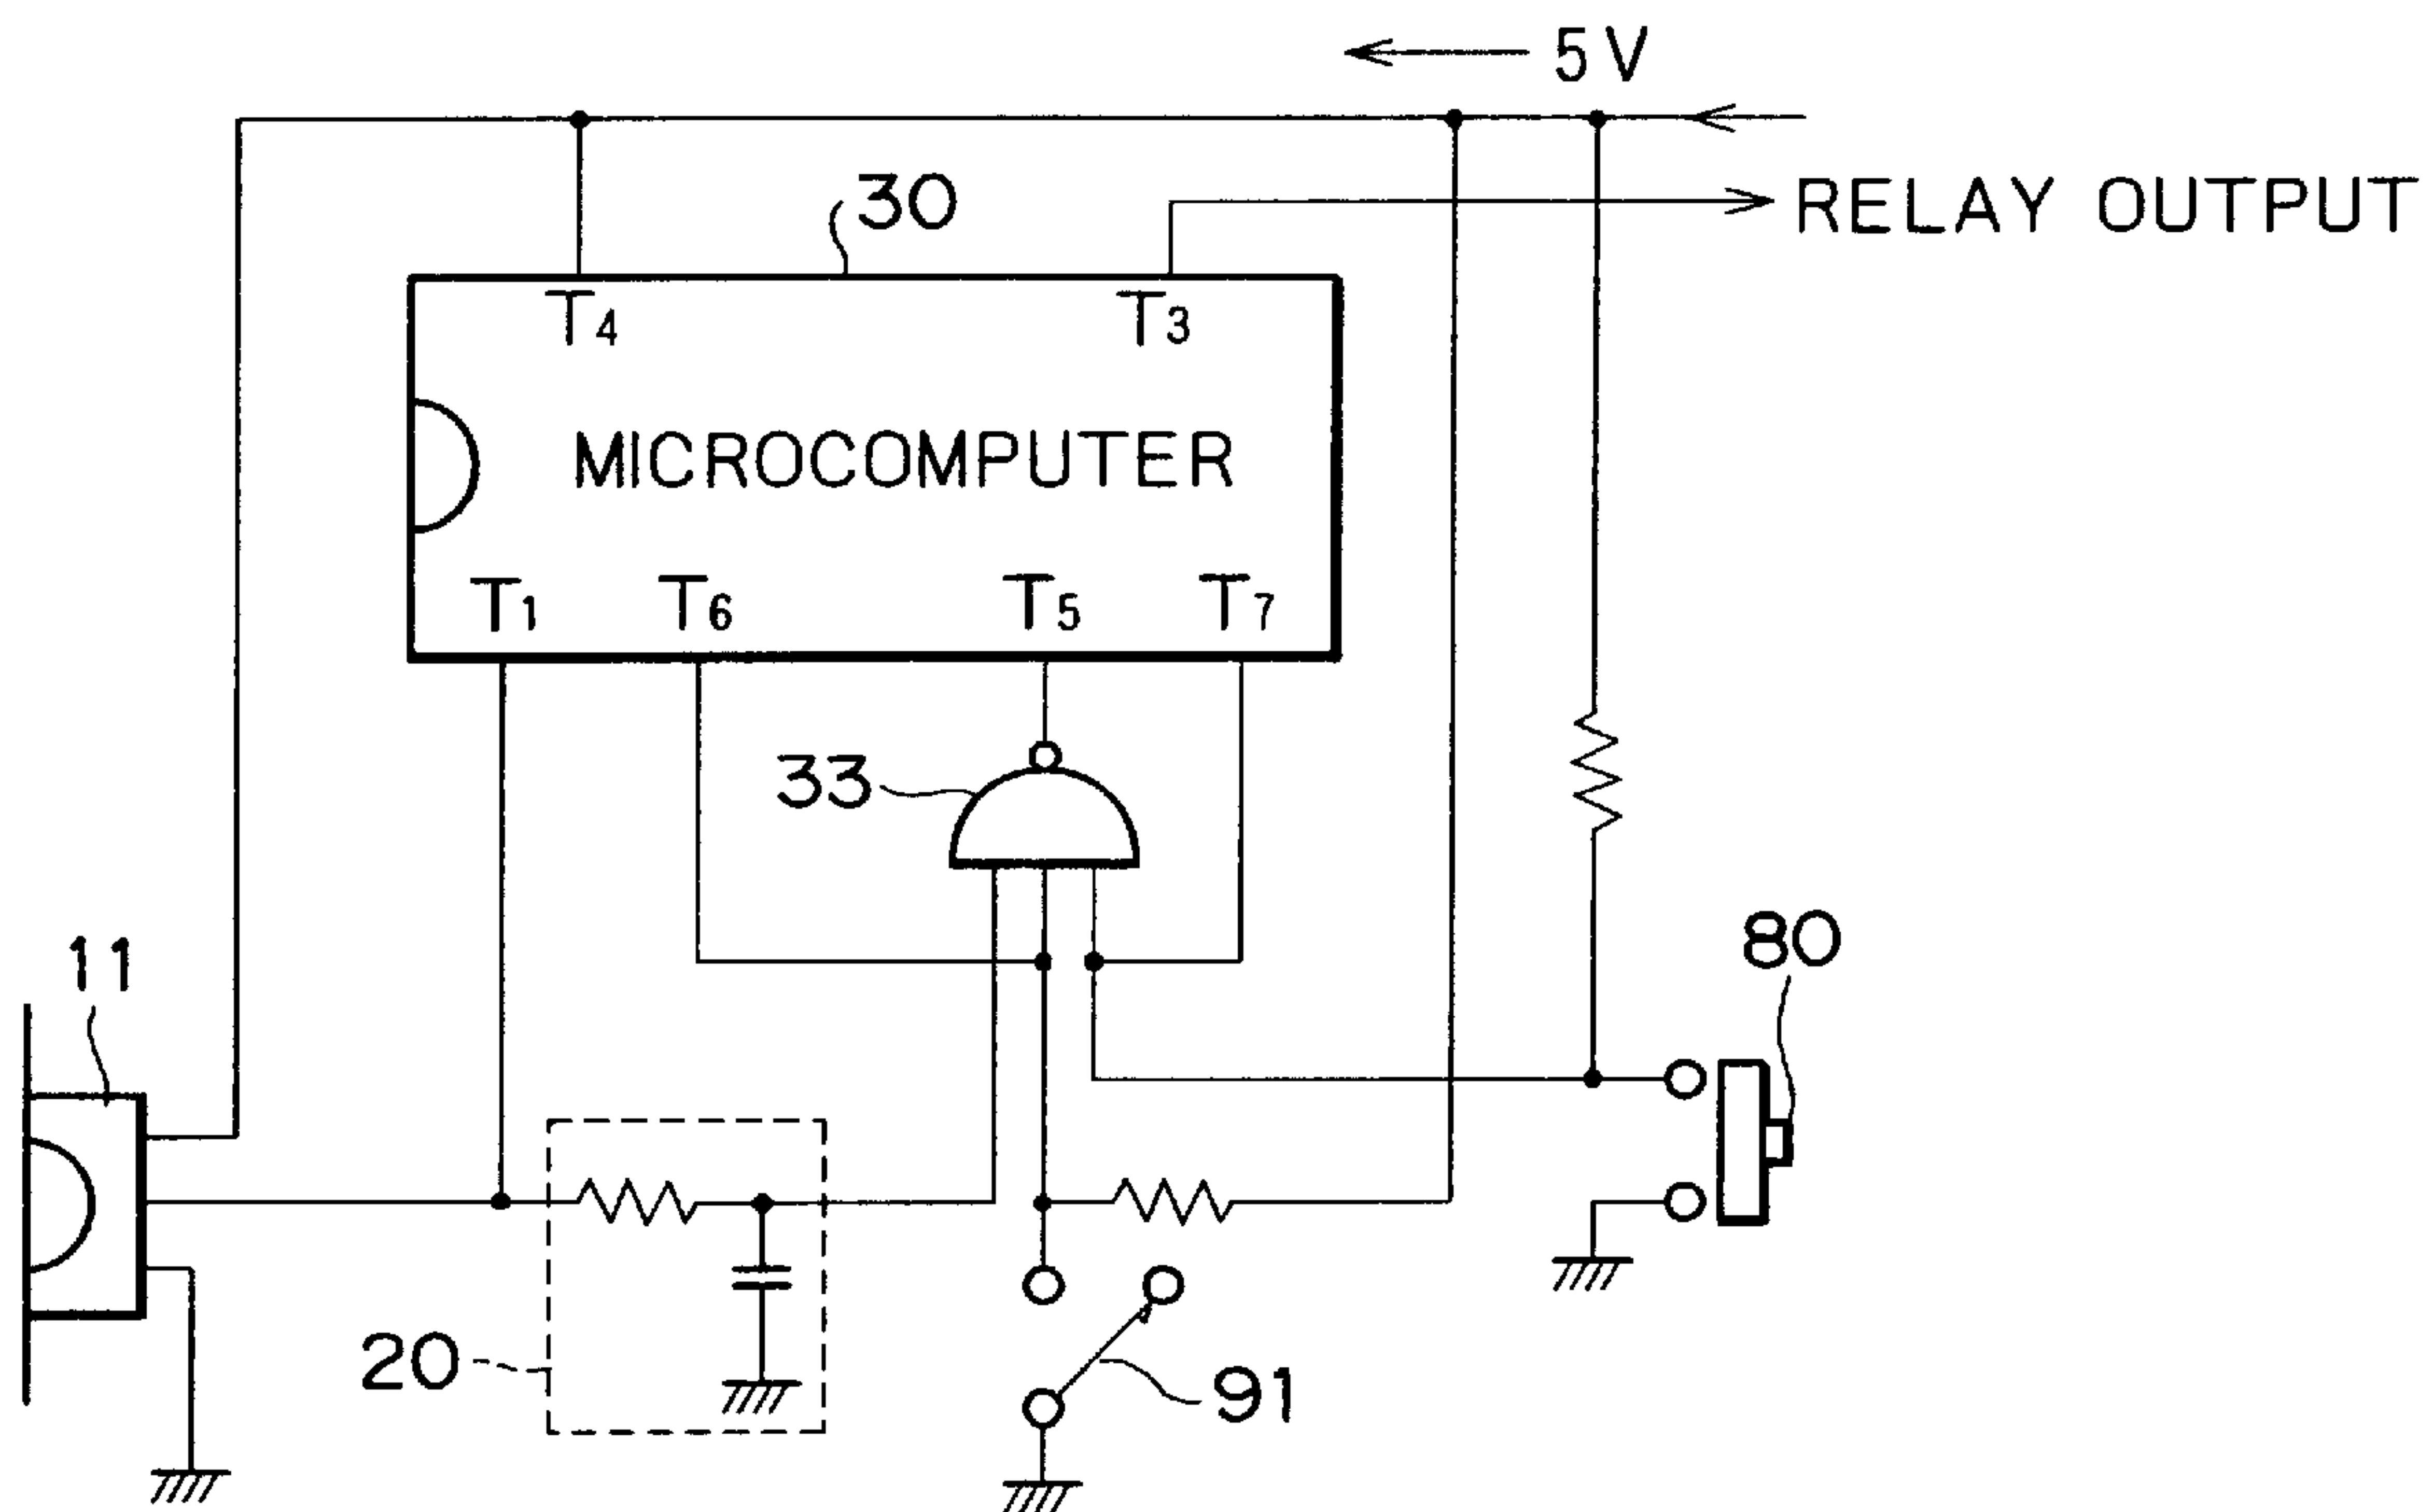 5V
RELAY OUTPUT
30
T4
T3
MICROCOMPUTER
T1
T6
T5
T7
33
11
80
20
91